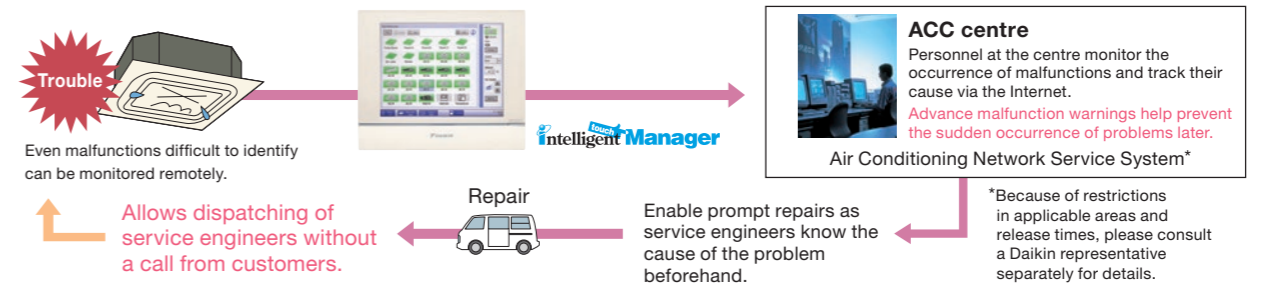 Trouble
Even malfunctions difficult to identify
can be monitored remotely.
DAIKIN
intelligent touch Manager
ACC centre
Personnel at the centre monitor the
occurrence of malfunctions and track their
cause via the Internet.
Advance malfunction warnings help prevent
the sudden occurrence of problems later.
Air Conditioning Network Service System*
*Because of restrictions
in applicable areas and
release times, please consult
a Daikin representative
separately for details.
Enable prompt repairs as
service engineers know the
cause of the problem
beforehand.
Repair
Allows dispatching of
service engineers without
a call from customers.